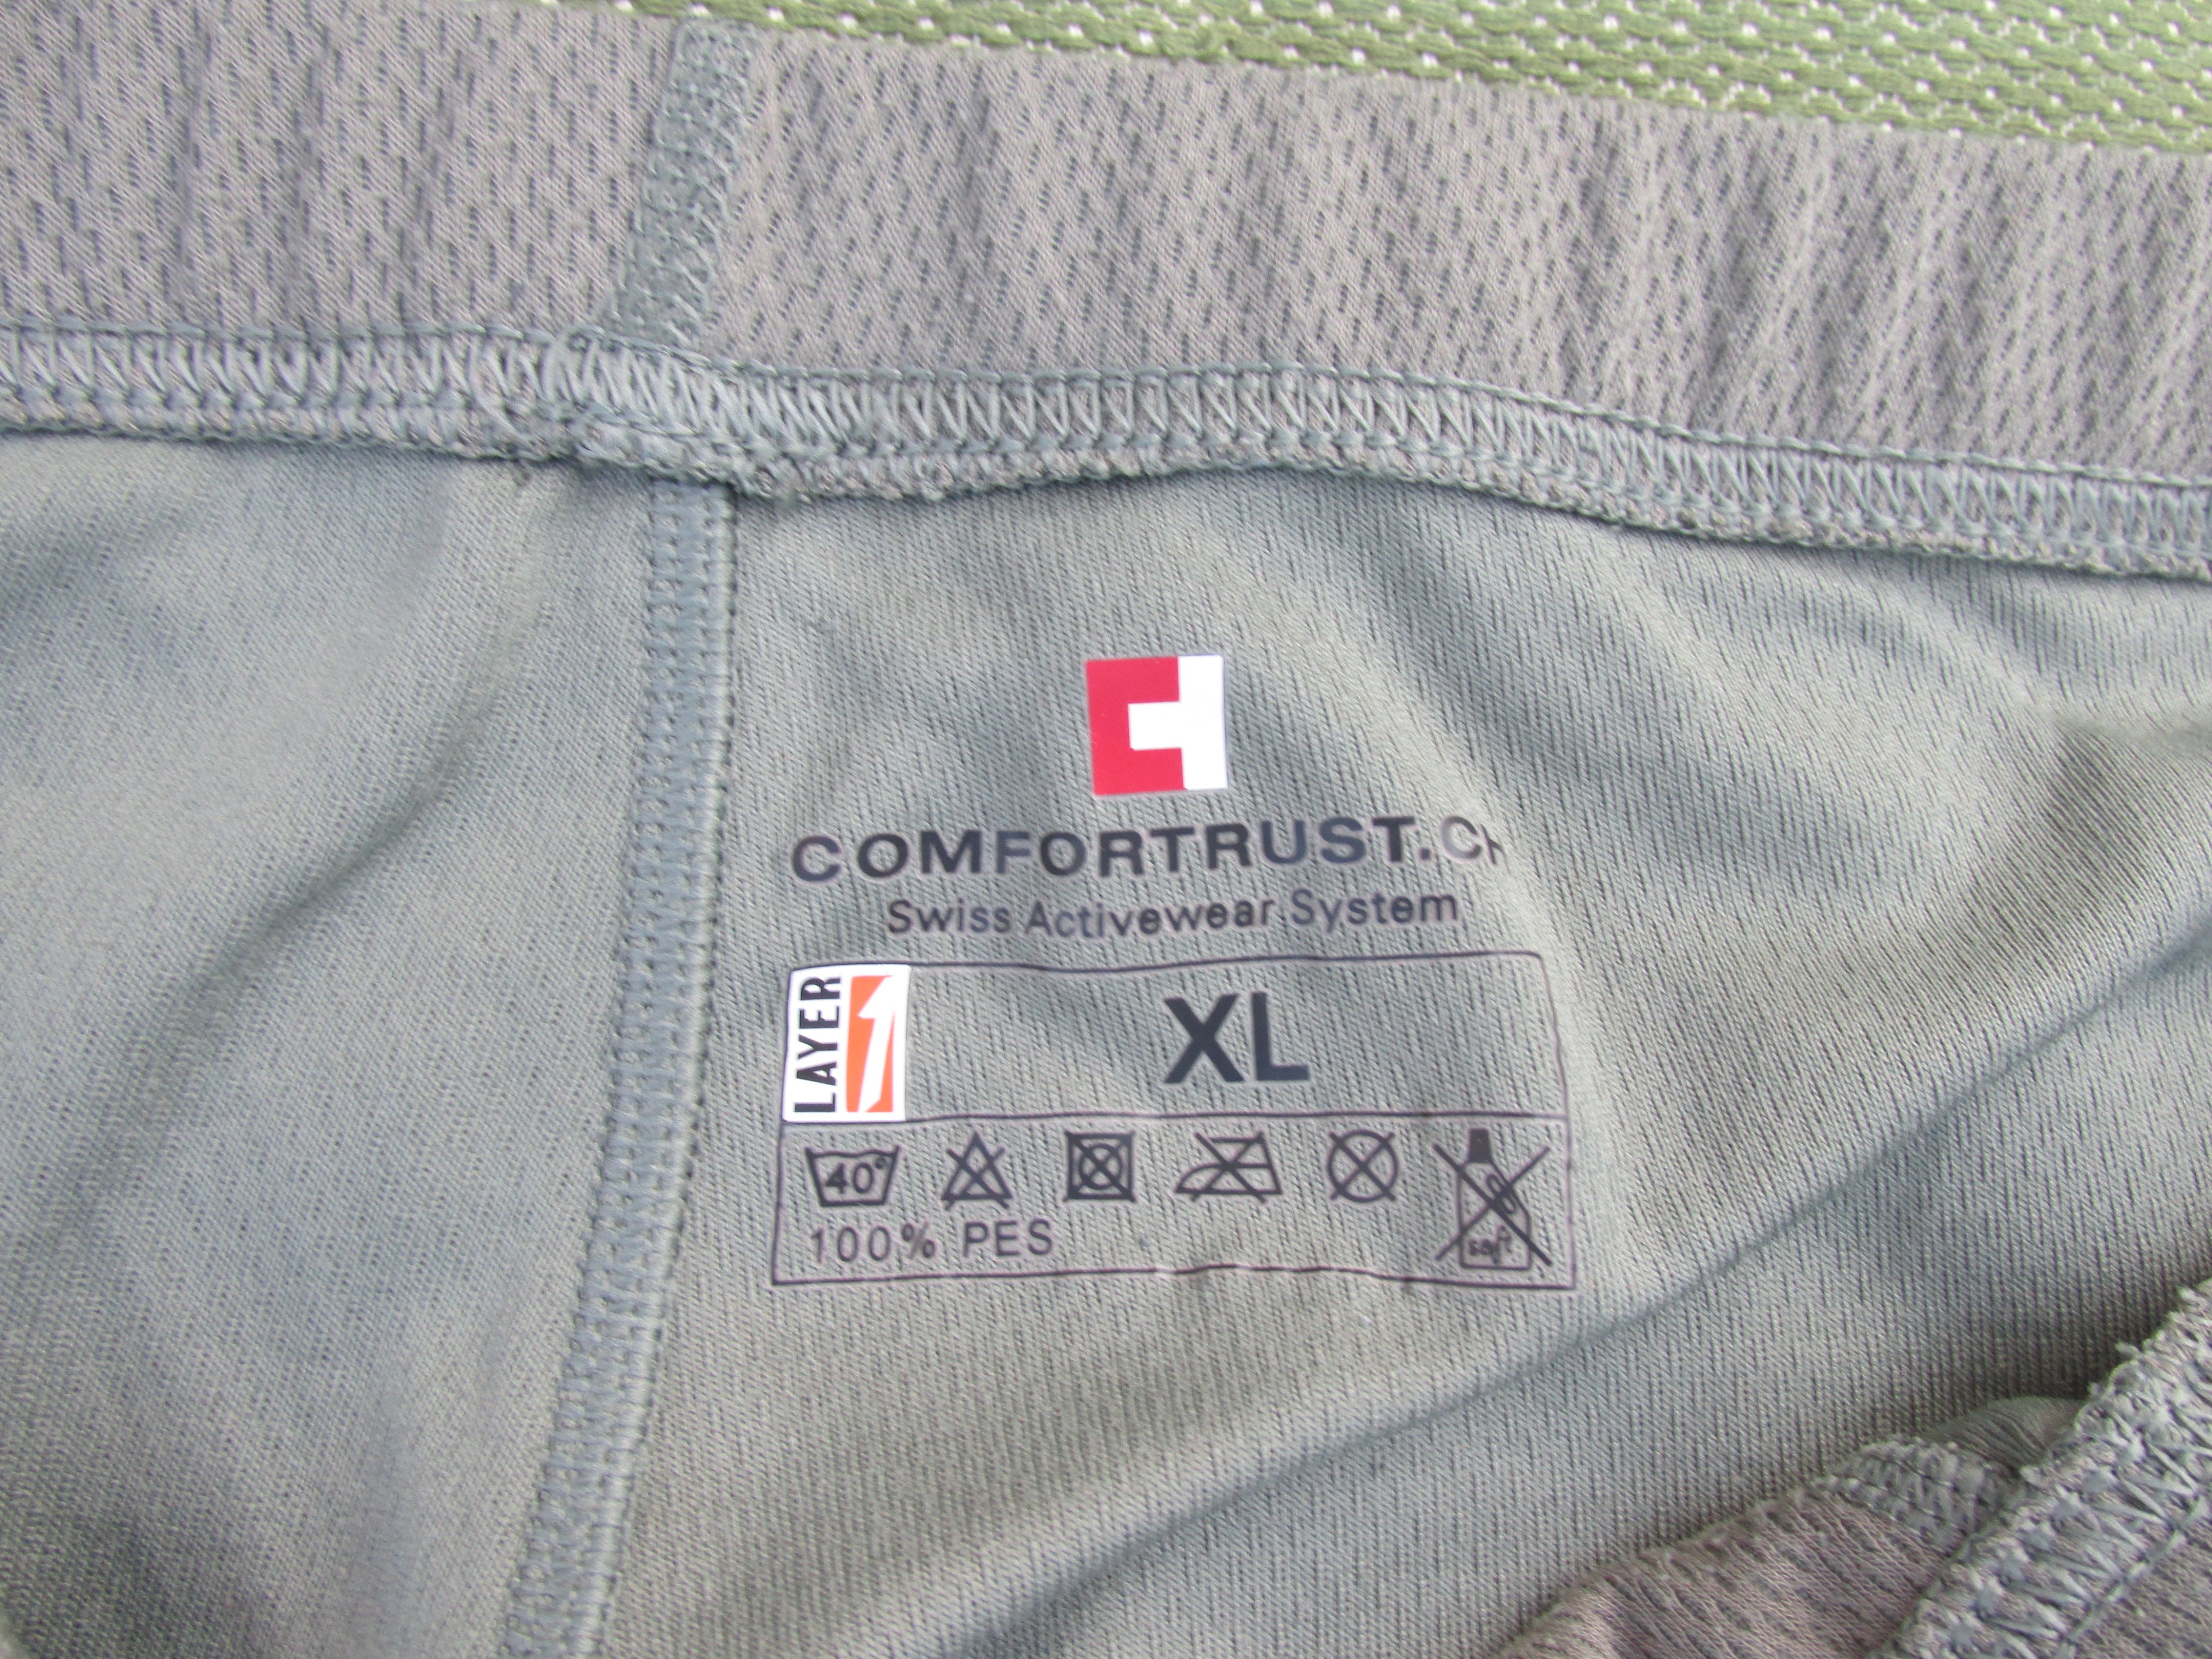 COMFORTRUST.CH
Swiss Activewear System
LAYER 1
XL
40°
100% PES
soft